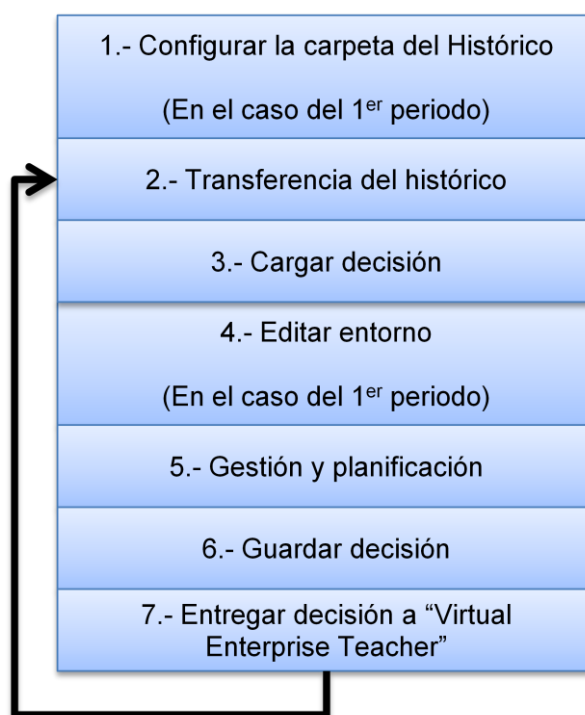 1.- Configurar la carpeta del Histórico
(En el caso del 1er periodo)
2.- Transferencia del histórico
3.- Cargar decisión
4.- Editar entorno
(En el caso del 1er periodo)
5.- Gestión y planificación
6.- Guardar decisión
7.- Entregar decisión a “Virtual
Enterprise Teacher”